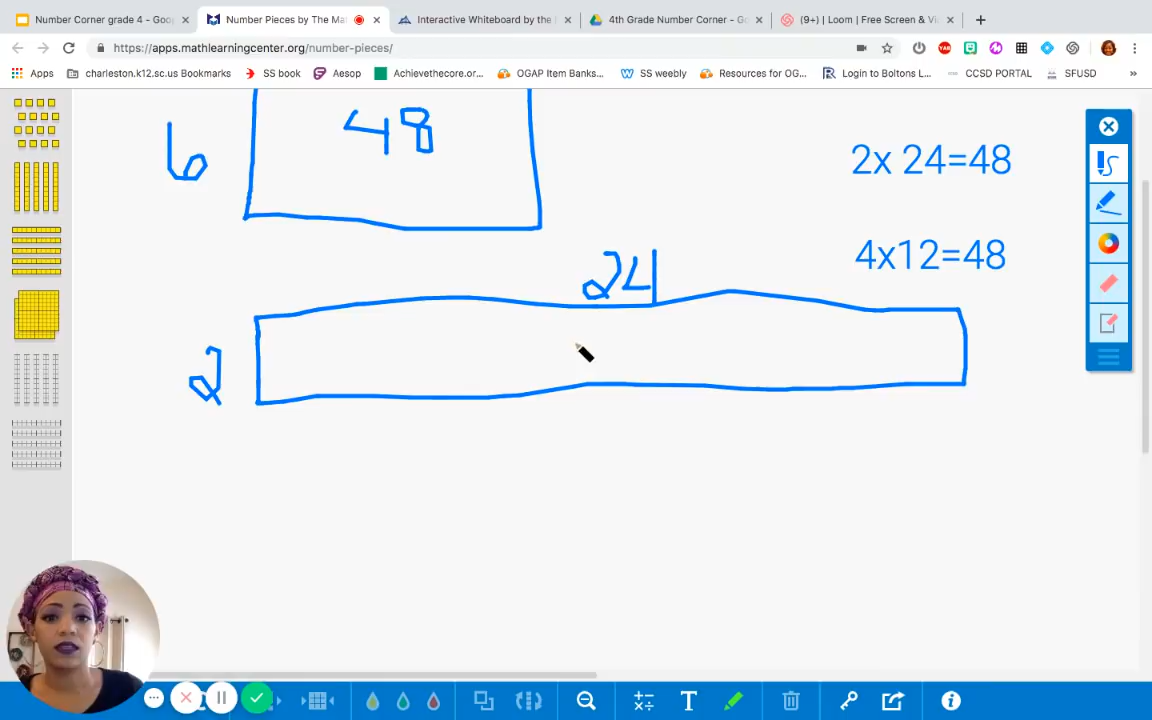 Number Corner grade 4 - Goo
Number Pieces by The Ma
Interactive Whiteboard by the
4th Grade Number Corner - Go
(9+) | Loom | Free Screen & Vi
https://apps.mathlearningcenter.org/number-pieces/
Apps
charleston.k12.sc.us Bookmarks
SS book
Aesop
Achievethecore.or...
OGAP Item Banks...
SS weekly
Resources for OG...
Login to Boltons L...
CCSD PORTAL
SFUSD
»
48
6
2x 24=48
4x12=48
24
2
T